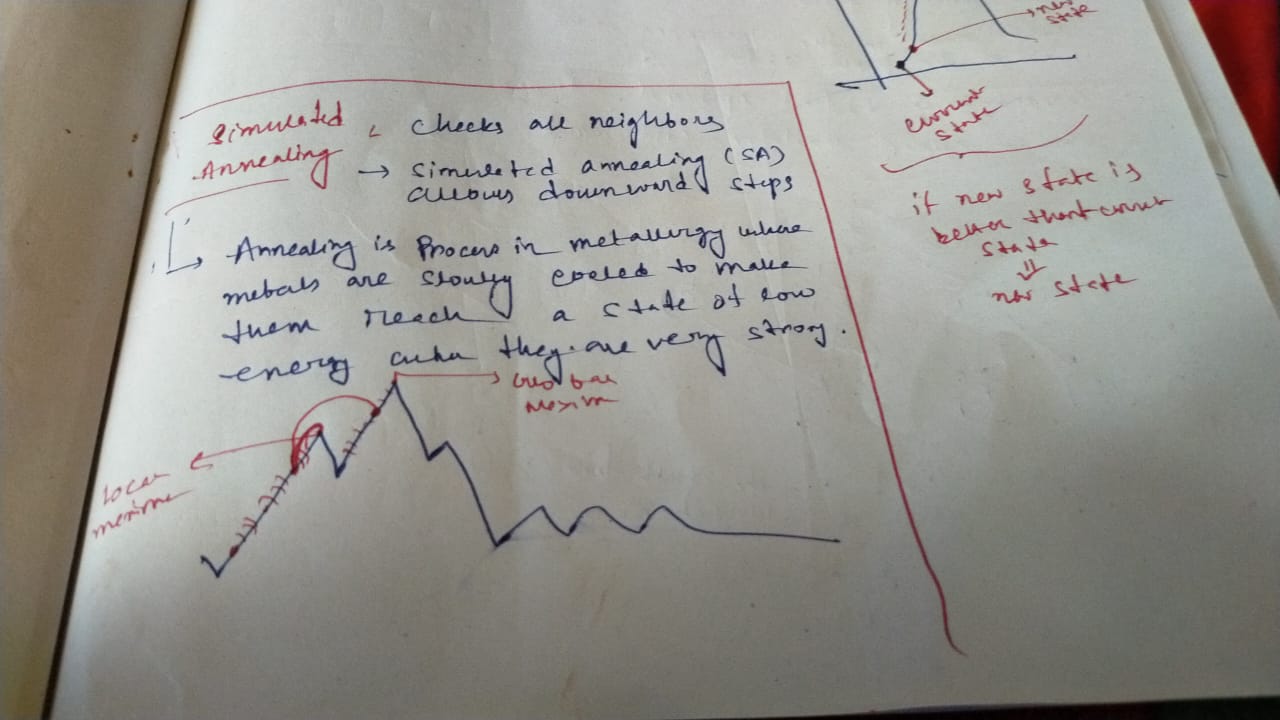 new
state
current
state
if new state is
better than current
state
⇓
new state
Simulated
Annealing
checks all neighbors
→ Simulated annealing (SA)
allows downward steps
Annealing is Process in metallurgy where
metals are slowly cooled to make
them reach a state of low
energy they are very strong.
Global
Maxima
Local
maxima